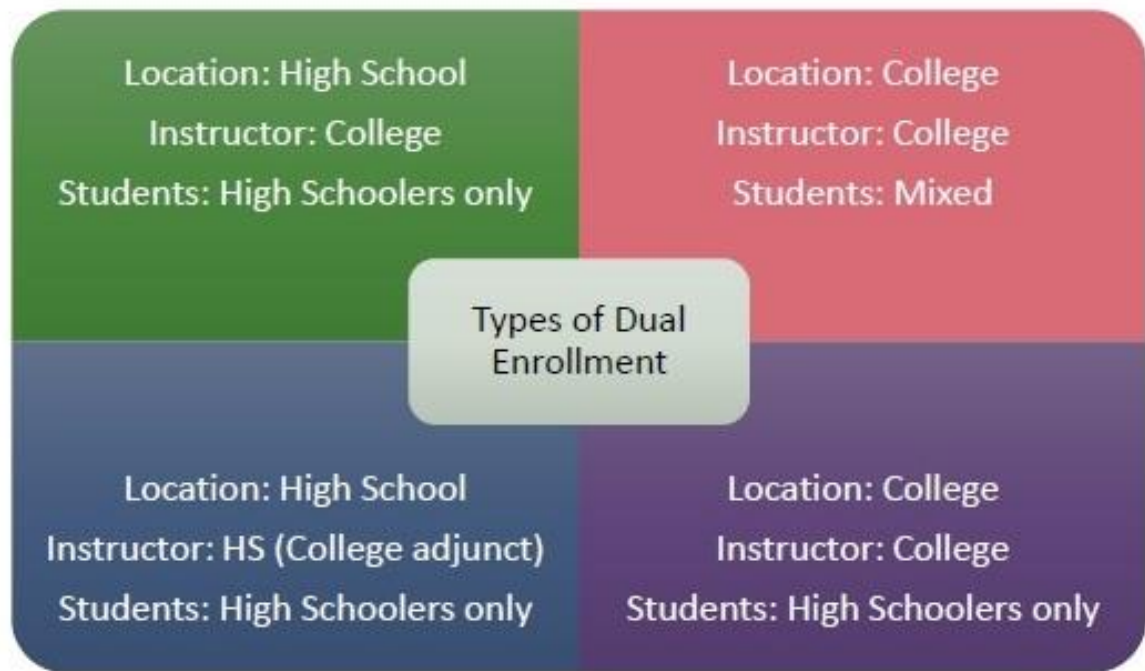 Location: High School
Instructor: College
Students: High Schoolers only
Location: College
Instructor: College
Students: Mixed
Types of Dual
Enrollment
Location: High School
Instructor: HS (College adjunct)
Students: High Schoolers only
Location: College
Instructor: College
Students: High Schoolers only